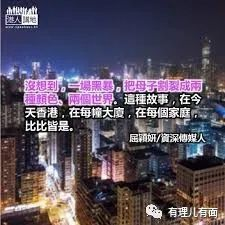 港人講地
沒想到，一場黑暴，把母子割裂成兩
種顏色、兩個世界。這種故事，在今
天香港，在每幢大廈，在每個家庭，
比比皆是。
屈穎妍/資深傳媒人
有理儿有面